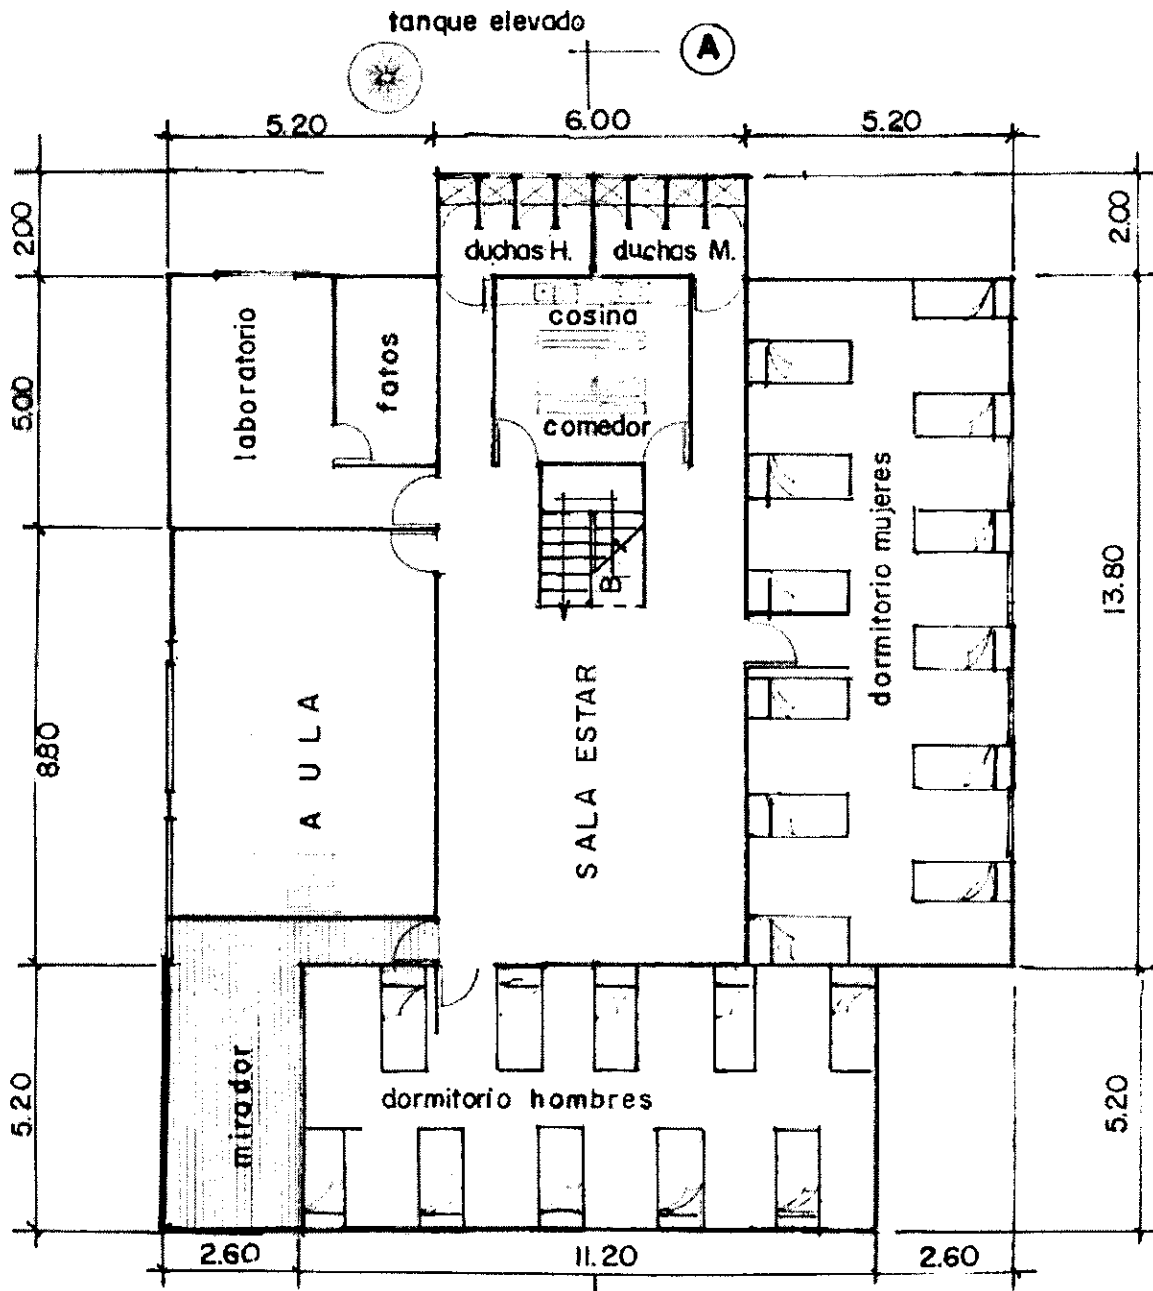 tanque elevado
A
5.20
6.00
5.20
2.00
2.00
duchas H.
duchas M.
cosina
comedor
laboratorio
fatos
5.00
dormitorio mujeres
13.80
B
8.80
AULA
SALA ESTAR
mirador
dormitorio hombres
5.20
5.20
2.60
11.20
2.60